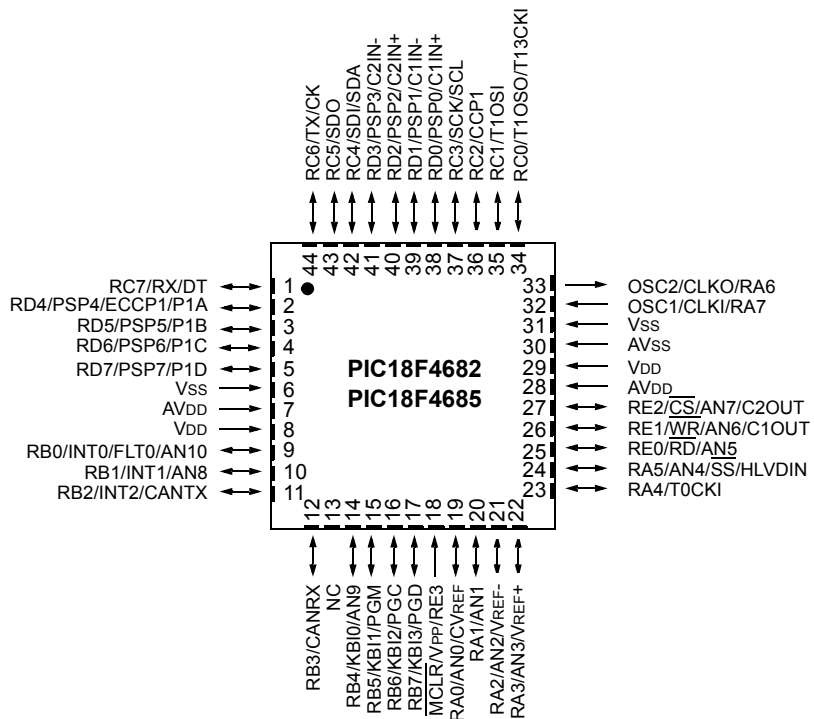 RC6/TX/CK
RC5/SDO
RC4/SDI/SDA
RD3/PSP3/C2IN-
RD2/PSP2/C2IN+
RD1/PSP1/C1IN-
RD0/PSP0/C1IN+
RC3/SCK/SCL
RC2/CCP1
RC1/T1OSI
RC0/T1OSO/T13CKI
44
43
42
41
40
39
38
37
36
35
34
RC7/RX/DT 1
RD4/PSP4/ECCP1/P1A 2
RD5/PSP5/P1B 3
RD6/PSP6/P1C 4
RD7/PSP7/P1D 5
VSS 6
AVDD 7
VDD 8
RB0/INT0/FLT0/AN10 9
RB1/INT1/AN8 10
RB2/INT2/CANTX 11
PIC18F4682
PIC18F4685
33 OSC2/CLKO/RA6
32 OSC1/CLKI/RA7
31 VSS
30 AVSS
29 VDD
28 AVDD
27 RE2/CS/AN7/C2OUT
26 RE1/WR/AN6/C1OUT
25 RE0/RD/AN5
24 RA5/AN4/SS/HLVDIN
23 RA4/T0CKI
12
13
14
15
16
17
18
19
20
21
22
RB3/CANRX
NC
RB4/KBI0/AN9
RB5/KBI1/PGM
RB6/KBI2/PGC
RB7/KBI3/PGD
MCLR/VPP/RE3
RA0/AN0/CVREF
RA1/AN1
RA2/AN2/VREF-
RA3/AN3/VREF+